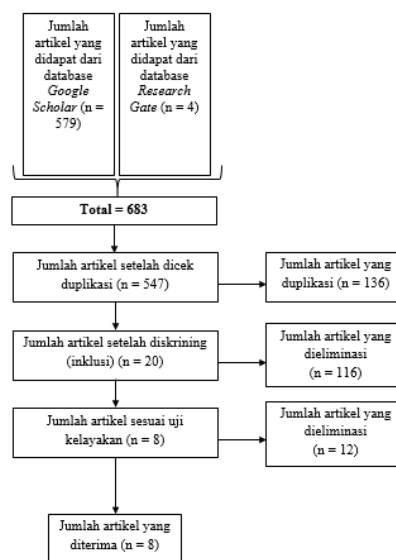 Jumlah
artikel yang
didapat dari
database
Google
Scholar (n =
579)
Jumlah
artikel yang
didapat dari
database
Research
Gate (n = 4)
Total = 683
Jumlah artikel setelah dicek
duplikasi (n = 547)
Jumlah artikel yang
duplikasi (n = 136)
Jumlah artikel setelah diskrining
(inklusi) (n = 20)
Jumlah artikel yang
dieliminasi
(n = 116)
Jumlah artikel sesuai uji
kelayakan (n = 8)
Jumlah artikel yang
dieliminasi
(n = 12)
Jumlah artikel yang
diterima (n = 8)